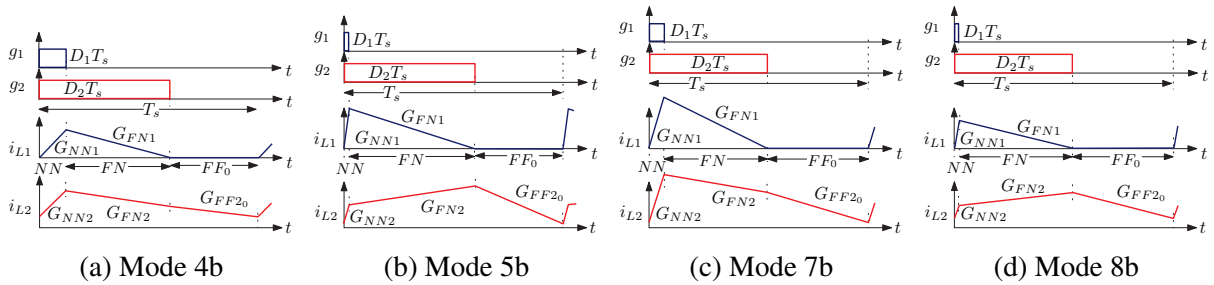 g1 D1Ts t
g2 D2Ts t
Ts
iL1 GNN1 GFN1 t
NN FN FF0
iL2 GNN2 GFN2 GFF20 t
(a) Mode 4b
g1 D1Ts t
g2 D2Ts t
Ts
iL1 GNN1 GFN1 t
NN FN FF0
iL2 GNN2 GFN2 GFF20 t
(b) Mode 5b
g1 D1Ts t
g2 D2Ts t
Ts
iL1 GNN1 GFN1 t
NN FN FF0
iL2 GNN2 GFN2 GFF20 t
(c) Mode 7b
g1 D1Ts t
g2 D2Ts t
Ts
iL1 GNN1 GFN1 t
NN FN FF0
iL2 GNN2 GFN2 GFF20 t
(d) Mode 8b